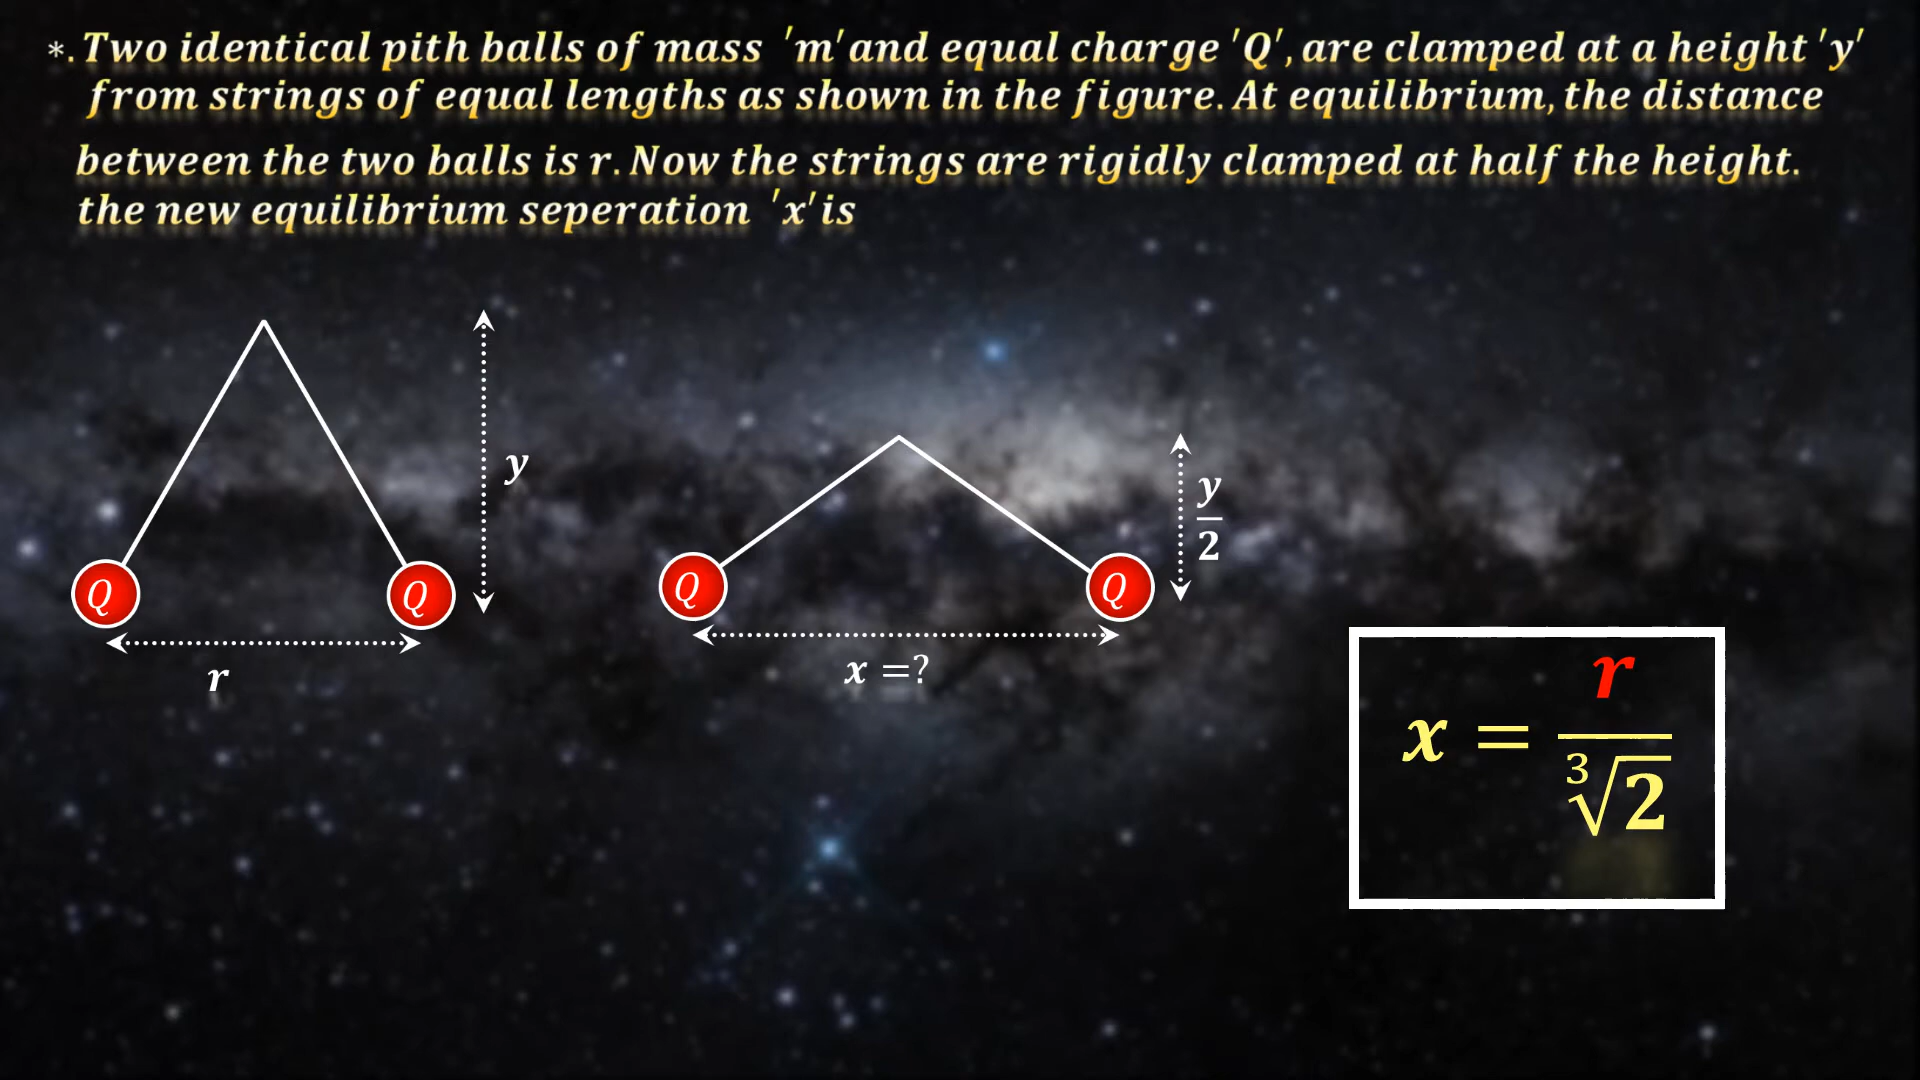 *. Two identical pith balls of mass 'm' and equal charge 'Q', are clamped at a height 'y'
from strings of equal lengths as shown in the figure. At equilibrium, the distance
between the two balls is r. Now the strings are rigidly clamped at half the height.
the new equilibrium seperation 'x' is
y
Q
Q
r
y
2
Q
Q
x =?
x = r / ∛2